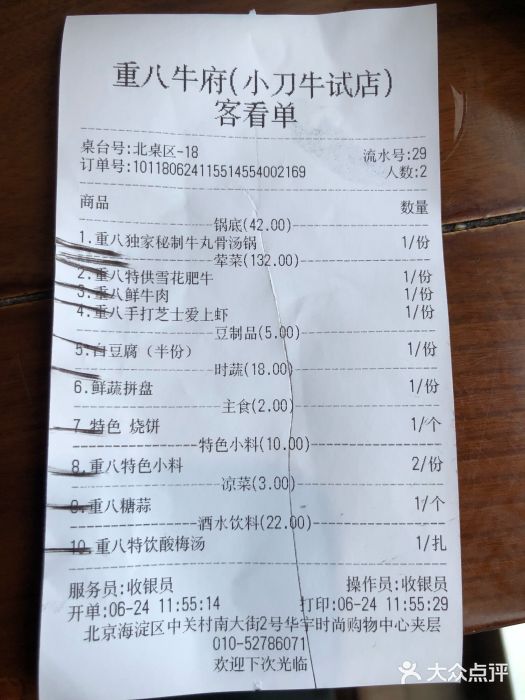 重八牛府(小刀牛试店)
客看单
桌台号:北桌区-18 流水号:29
订单号:101180624115514554002169 人数:2
商品 数量
锅底(42.00)
1.重八独家秘制牛丸骨汤锅 1/份
荤菜(132.00)
2.重八特供雪花肥牛 1/份
3.重八鲜牛肉 1/份
4.重八手打芝士爱上虾 1/份
豆制品(5.00)
5.白豆腐（半份） 1/份
时蔬(18.00)
6.鲜蔬拼盘 1/份
主食(2.00)
7.特色 烧饼 1/个
特色小料(10.00)
8.重八特色小料 2/份
凉菜(3.00)
9.重八糖蒜 1/个
酒水饮料(22.00)
10.重八特饮酸梅汤 1/扎
服务员:收银员 操作员:收银员
开单:06-24 11:55:14 打印:06-24 11:55:29
北京海淀区中关村南大街2号华宇时尚购物中心夹层
010-52786071
欢迎下次光临
大众点评